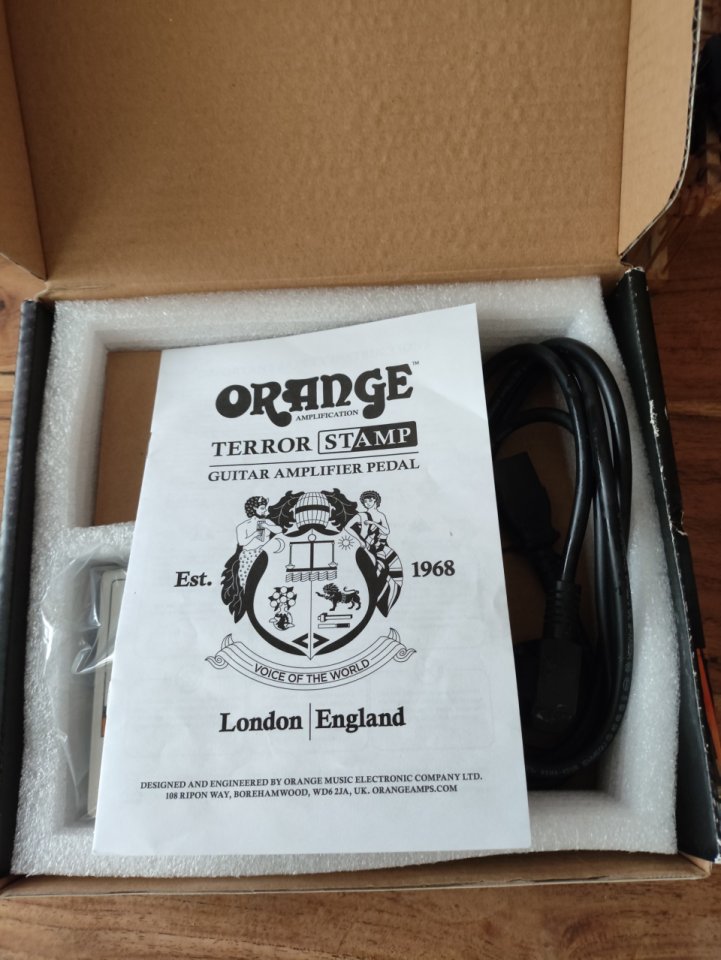 ORANGE™
AMPLIFICATION
TERROR STAMP
GUITAR AMPLIFIER PEDAL
Est. 1968
VOICE OF THE WORLD
London | England
DESIGNED AND ENGINEERED BY ORANGE MUSIC ELECTRONIC COMPANY LTD.
108 RIPON WAY, BOREHAMWOOD, WD6 2JA, UK. ORANGEAMPS.COM